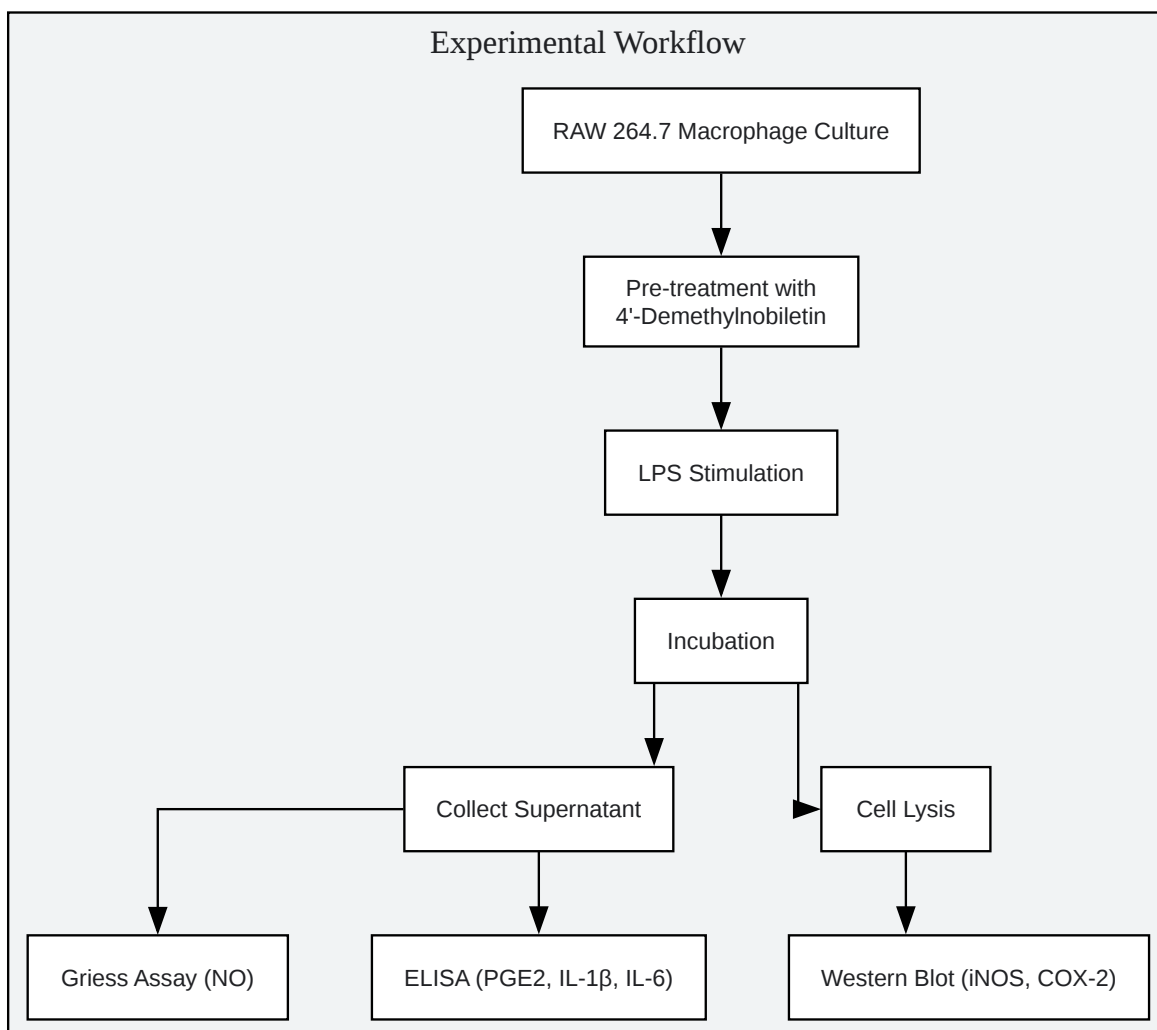 Experimental Workflow
RAW 264.7 Macrophage Culture
Pre-treatment with
4'-Demethylnobiletin
LPS Stimulation
Incubation
Collect Supernatant
Cell Lysis
Griess Assay (NO)
ELISA (PGE2, IL-1β, IL-6)
Western Blot (iNOS, COX-2)